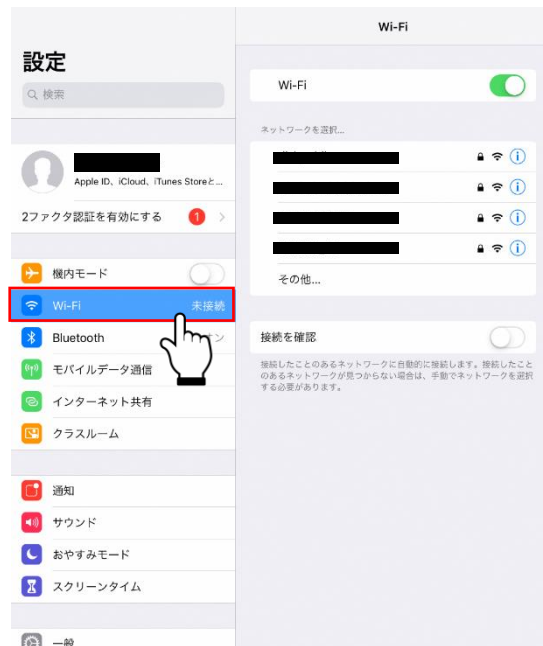 Wi-Fi
設定
検索
Apple ID、iCloud、iTunes Storeと...
2ファクタ認証を有効にする 1
機内モード
Wi-Fi 未接続
Bluetooth オン
モバイルデータ通信
インターネット共有
クラスルーム
通知
サウンド
おやすみモード
スクリーンタイム
一般
Wi-Fi
ネットワークを選択...
その他...
接続を確認
接続したことのあるネットワークに自動的に接続します。接続したこと
のあるネットワークが見つからない場合は、手動でネットワークを選択
する必要があります。